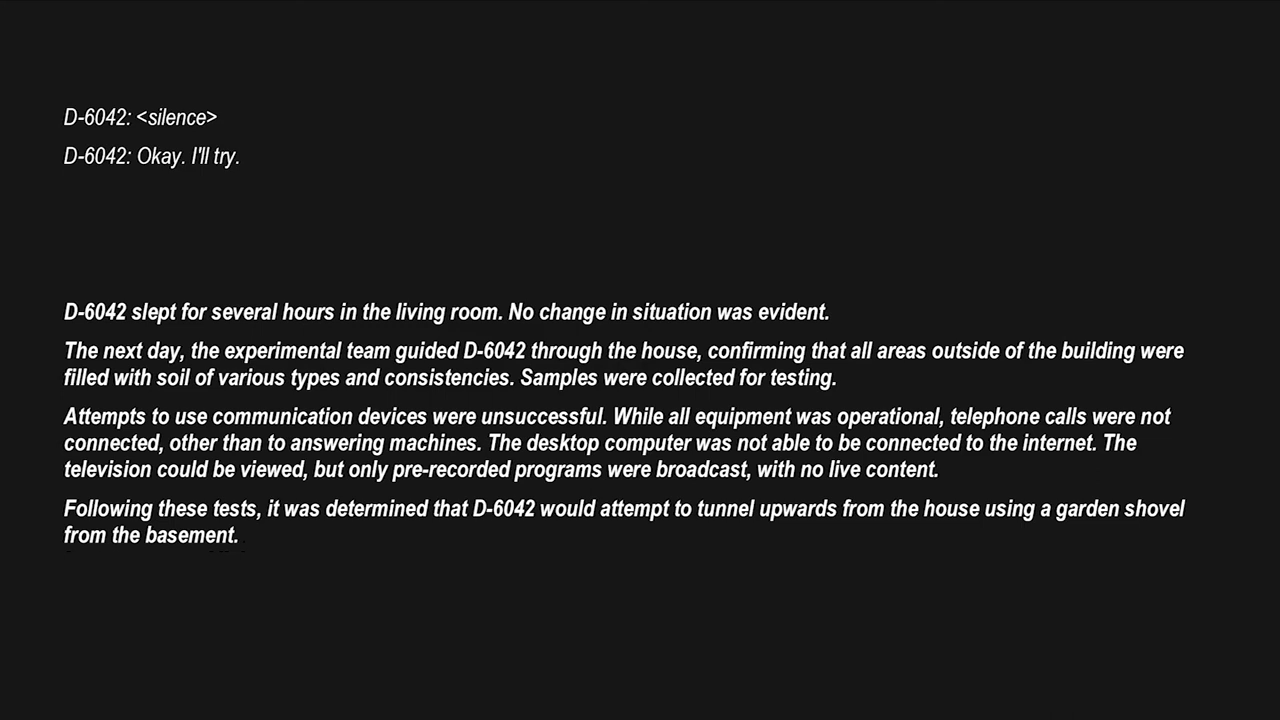 D-6042: <silence>
D-6042: Okay. I'll try.
D-6042 slept for several hours in the living room. No change in situation was evident.
The next day, the experimental team guided D-6042 through the house, confirming that all areas outside of the building were
filled with soil of various types and consistencies. Samples were collected for testing.
Attempts to use communication devices were unsuccessful. While all equipment was operational, telephone calls were not
connected, other than to answering machines. The desktop computer was not able to be connected to the internet. The
television could be viewed, but only pre-recorded programs were broadcast, with no live content.
Following these tests, it was determined that D-6042 would attempt to tunnel upwards from the house using a garden shovel
from the basement.